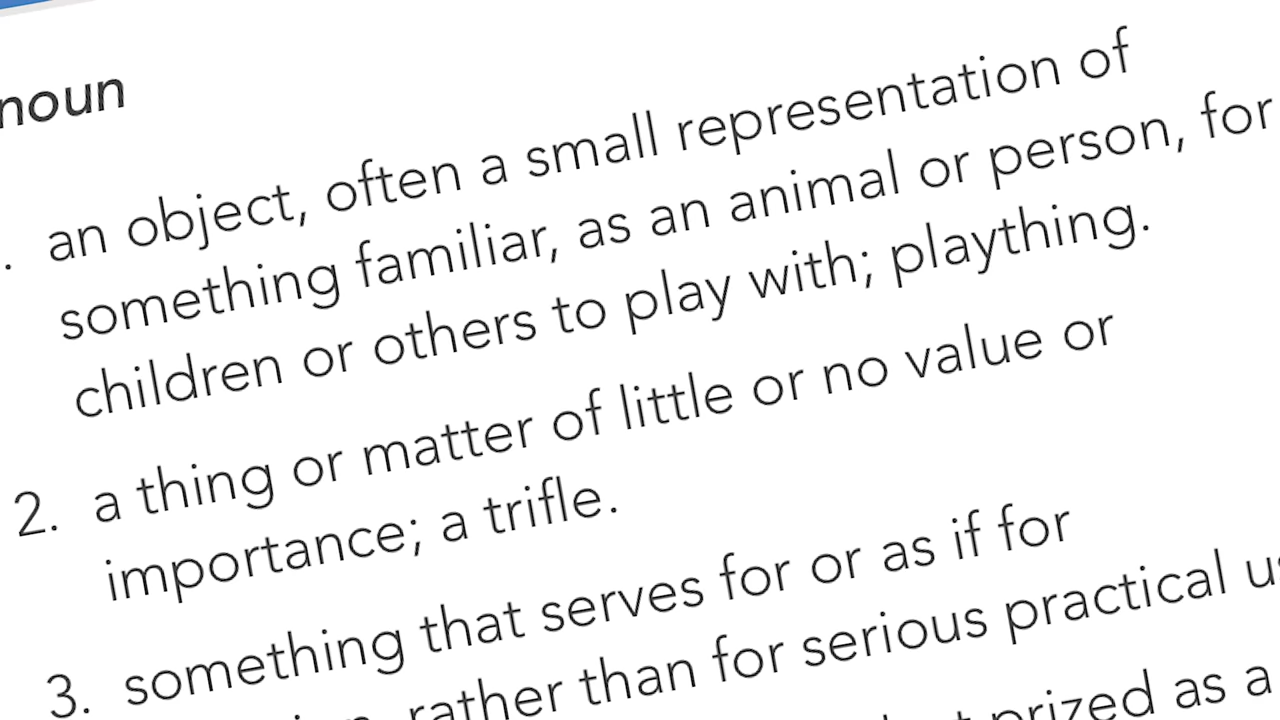 noun
an object, often a small representation of
something familiar, as an animal or person, for
children or others to play with; plaything.
2. a thing or matter of little or no value or
importance; a trifle.
3. something that serves for or as if for
rather than for serious practical
prized as a